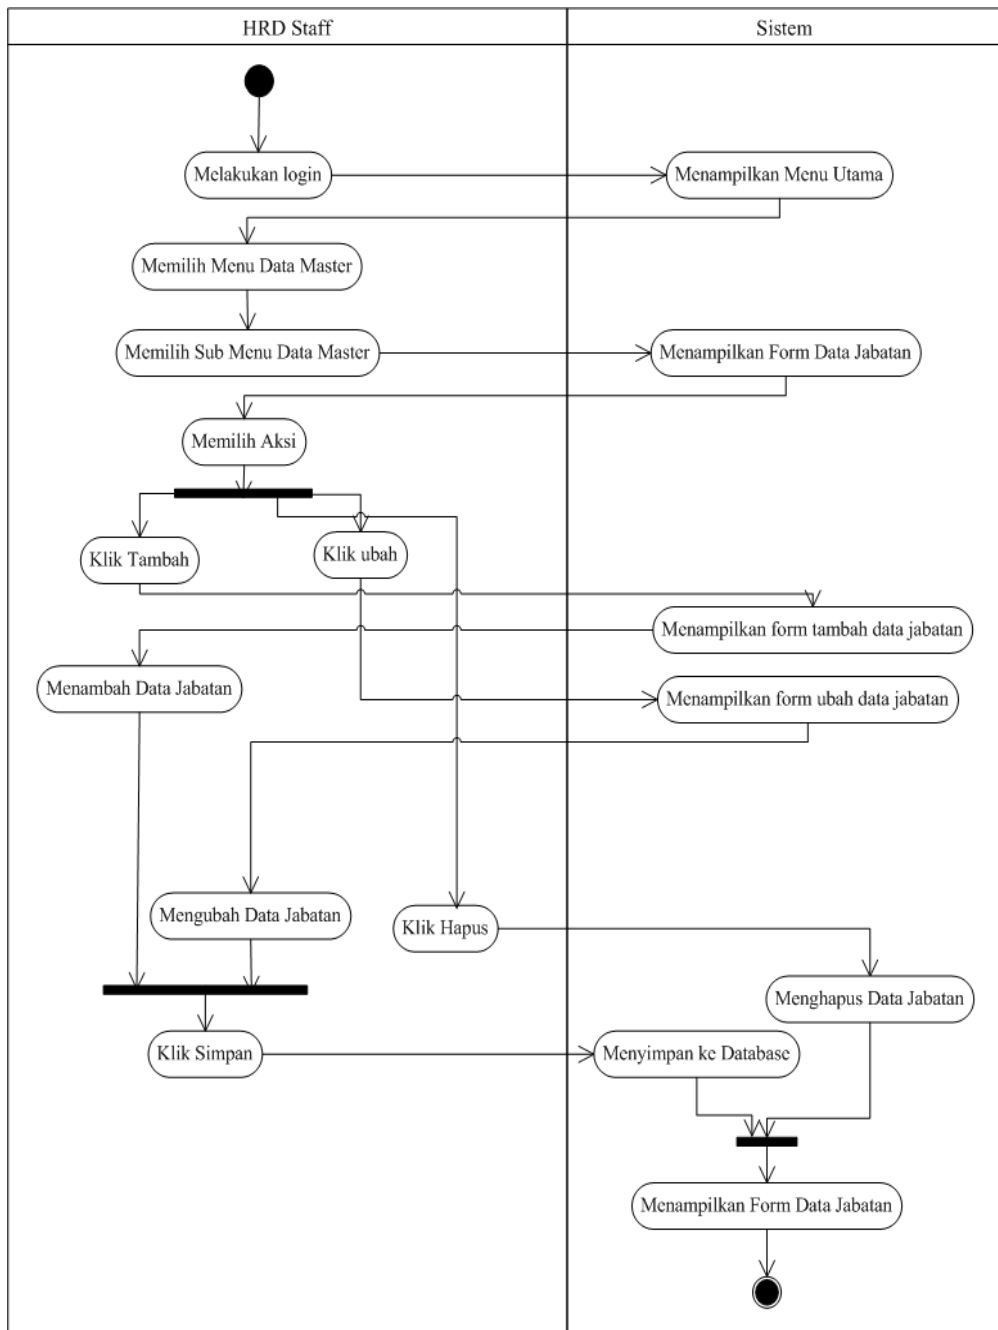 HRD Staff
Sistem
Melakukan login
Menampilkan Menu Utama
Memilih Menu Data Master
Memilih Sub Menu Data Master
Menampilkan Form Data Jabatan
Memilih Aksi
Klik Tambah
Klik ubah
Menampilkan form tambah data jabatan
Menambah Data Jabatan
Menampilkan form ubah data jabatan
Mengubah Data Jabatan
Klik Hapus
Menghapus Data Jabatan
Klik Simpan
Menyimpan ke Database
Menampilkan Form Data Jabatan